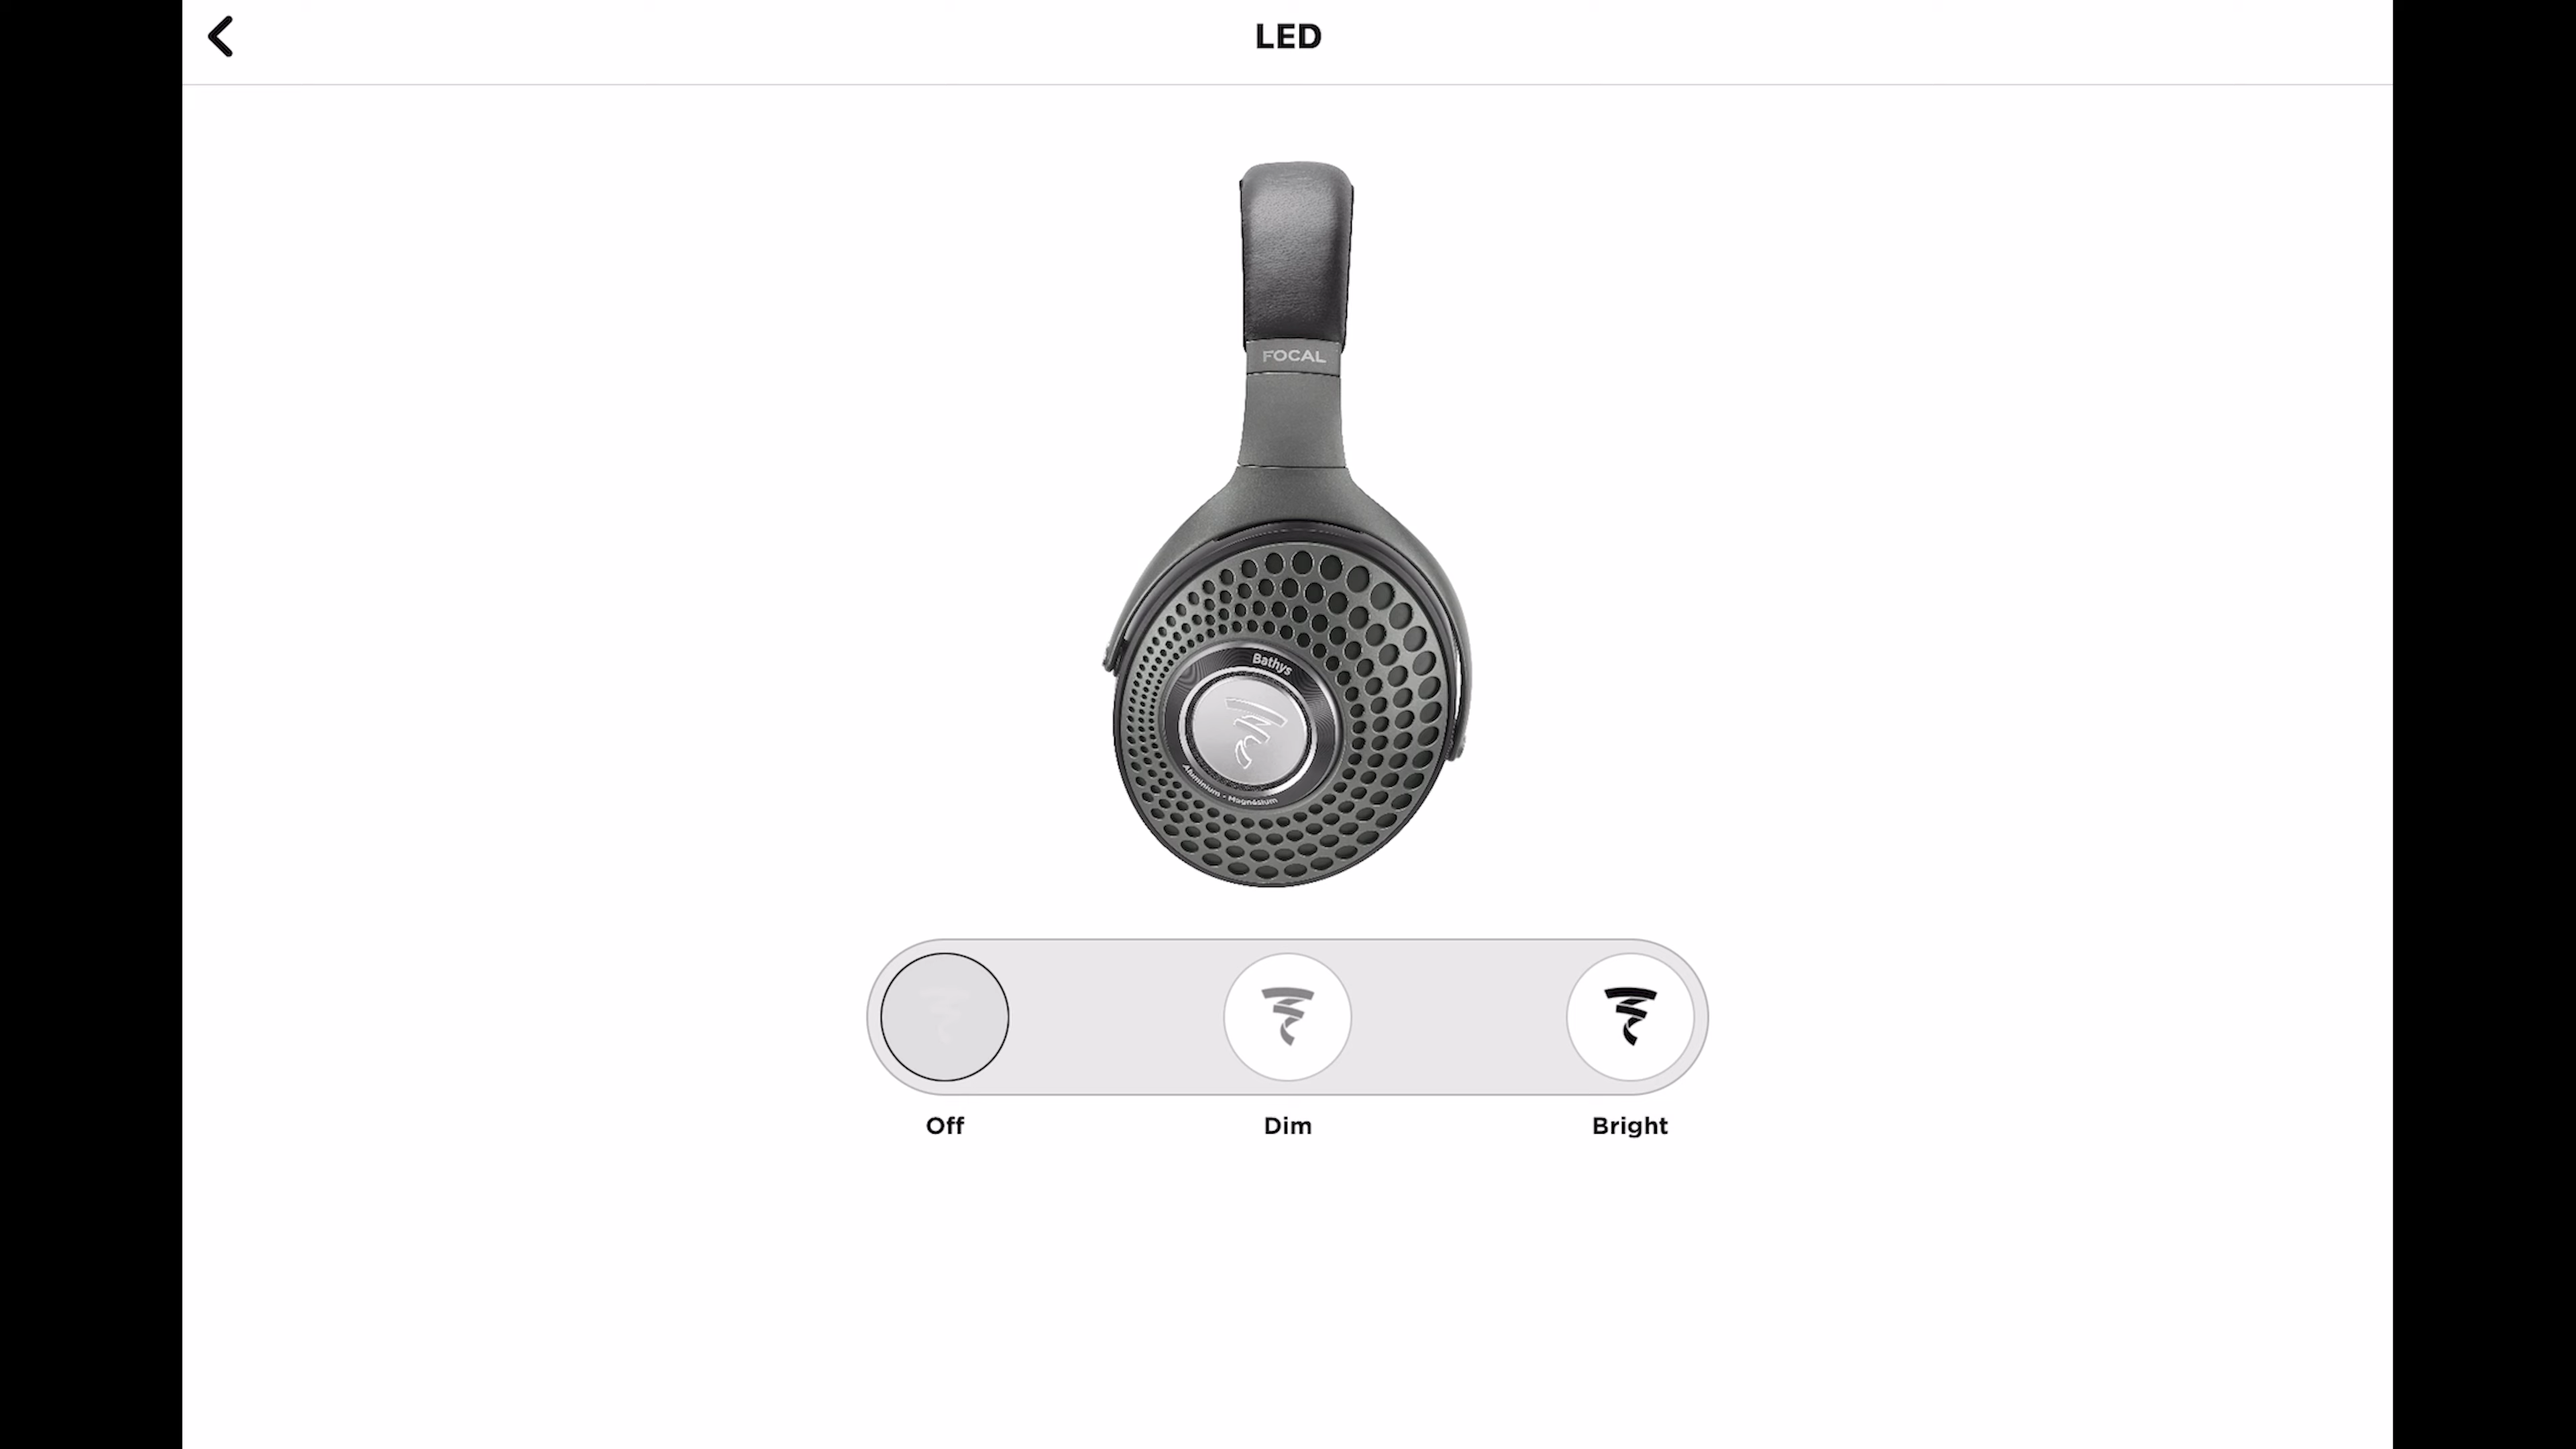 LED
FOCAL
Bathys
Aluminium - Magnésium
Off
Dim
Bright